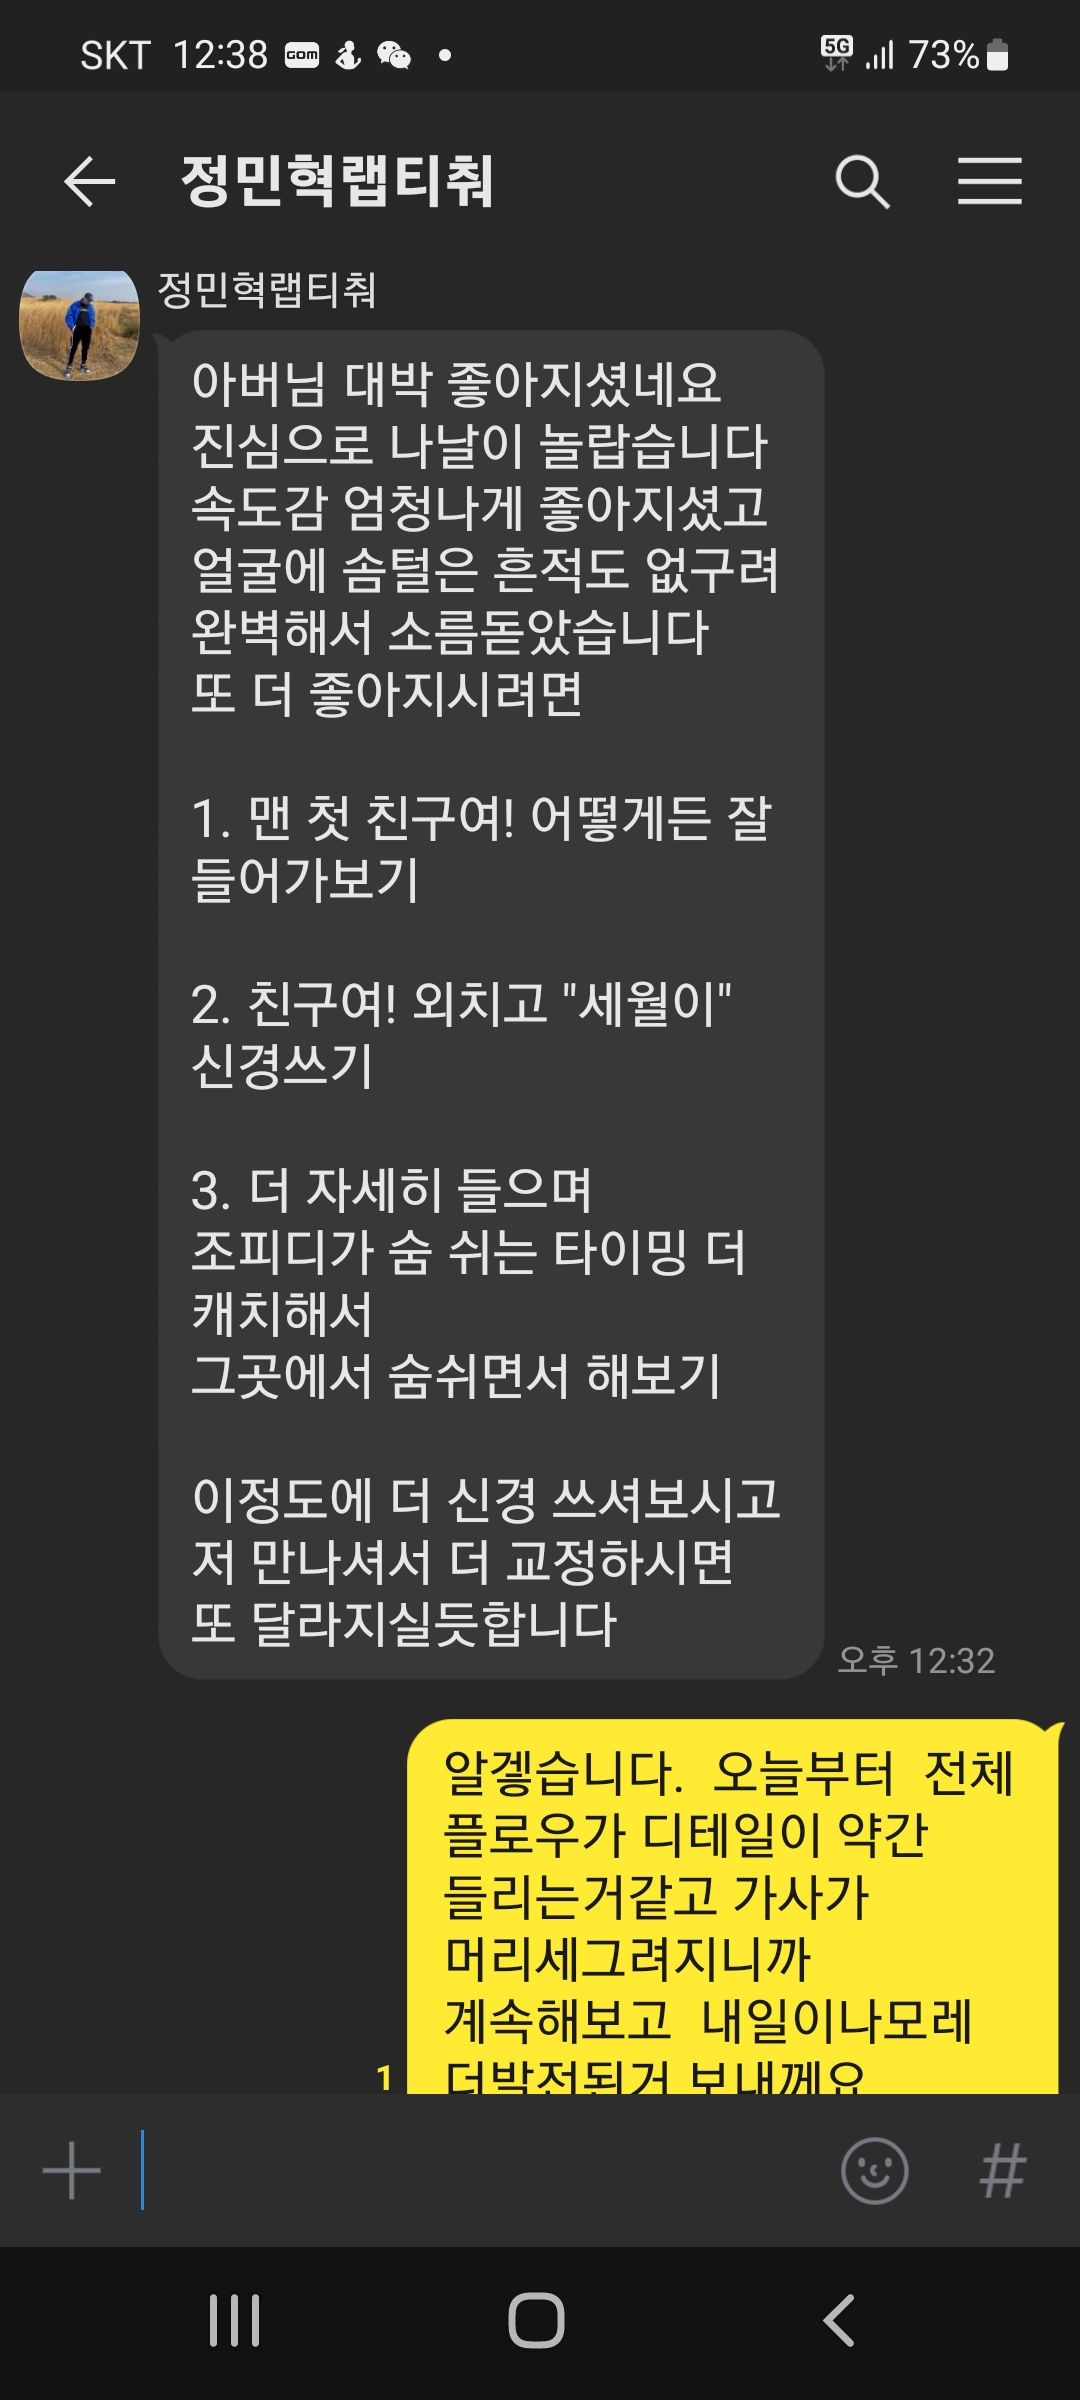 SKT 12:38 GOM 5G 73%
정민혁랩티춰
정민혁랩티춰
아버님 대박 좋아지셨네요
진심으로 나날이 놀랍습니다
속도감 엄청나게 좋아지셨고
얼굴에 솜털은 흔적도 없구려
완벽해서 소름돋았습니다
또 더 좋아지시려면
1. 맨 첫 친구여! 어떻게든 잘
들어가보기
2. 친구여! 외치고 "세월이"
신경쓰기
3. 더 자세히 들으며
조피디가 숨 쉬는 타이밍 더
캐치해서
그곳에서 숨쉬면서 해보기
이정도에 더 신경 쓰셔보시고
저 만나셔서 더 교정하시면
또 달라지실듯합니다
오후 12:32
알겧습니다. 오늘부터 전체
플로우가 디테일이 약간
들리는거같고 가사가
머리세그려지니까
계속해보고 내일이나모레
더발전된거 보내께요
1
#